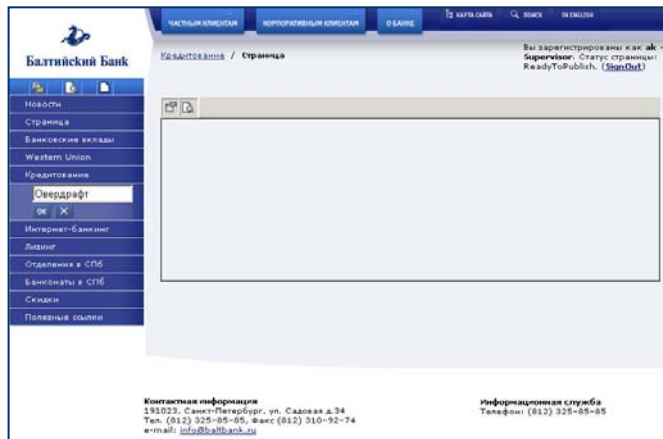 ЧАСТНЫМ КЛИЕНТАМ
КОРПОРАТИВНЫМ КЛИЕНТАМ
О БАНКЕ
КАРТА САЙТА
ПОИСК
IN ENGLISH
Балтийский Банк
Кредитование / Страница
Вы зарегистрированы как ak -
Supervisor. Статус страницы:
ReadyToPublish. (SignOut)
Новости
Страница
Банковские вклады
Western Union
Кредитование
Овердрафт
ОК
Интернет-банкинг
Лизинг
Отделения в СПб
Банкоматы в СПб
Скидки
Полезные ссылки
Контактная информация
191023, Санкт-Петербург, ул. Садовая д.34
Тел. (812) 325-85-85, Факс (812) 310-92-74
e-mail: info@baltbank.ru
Информационная служба
Телефон: (812) 325-85-85